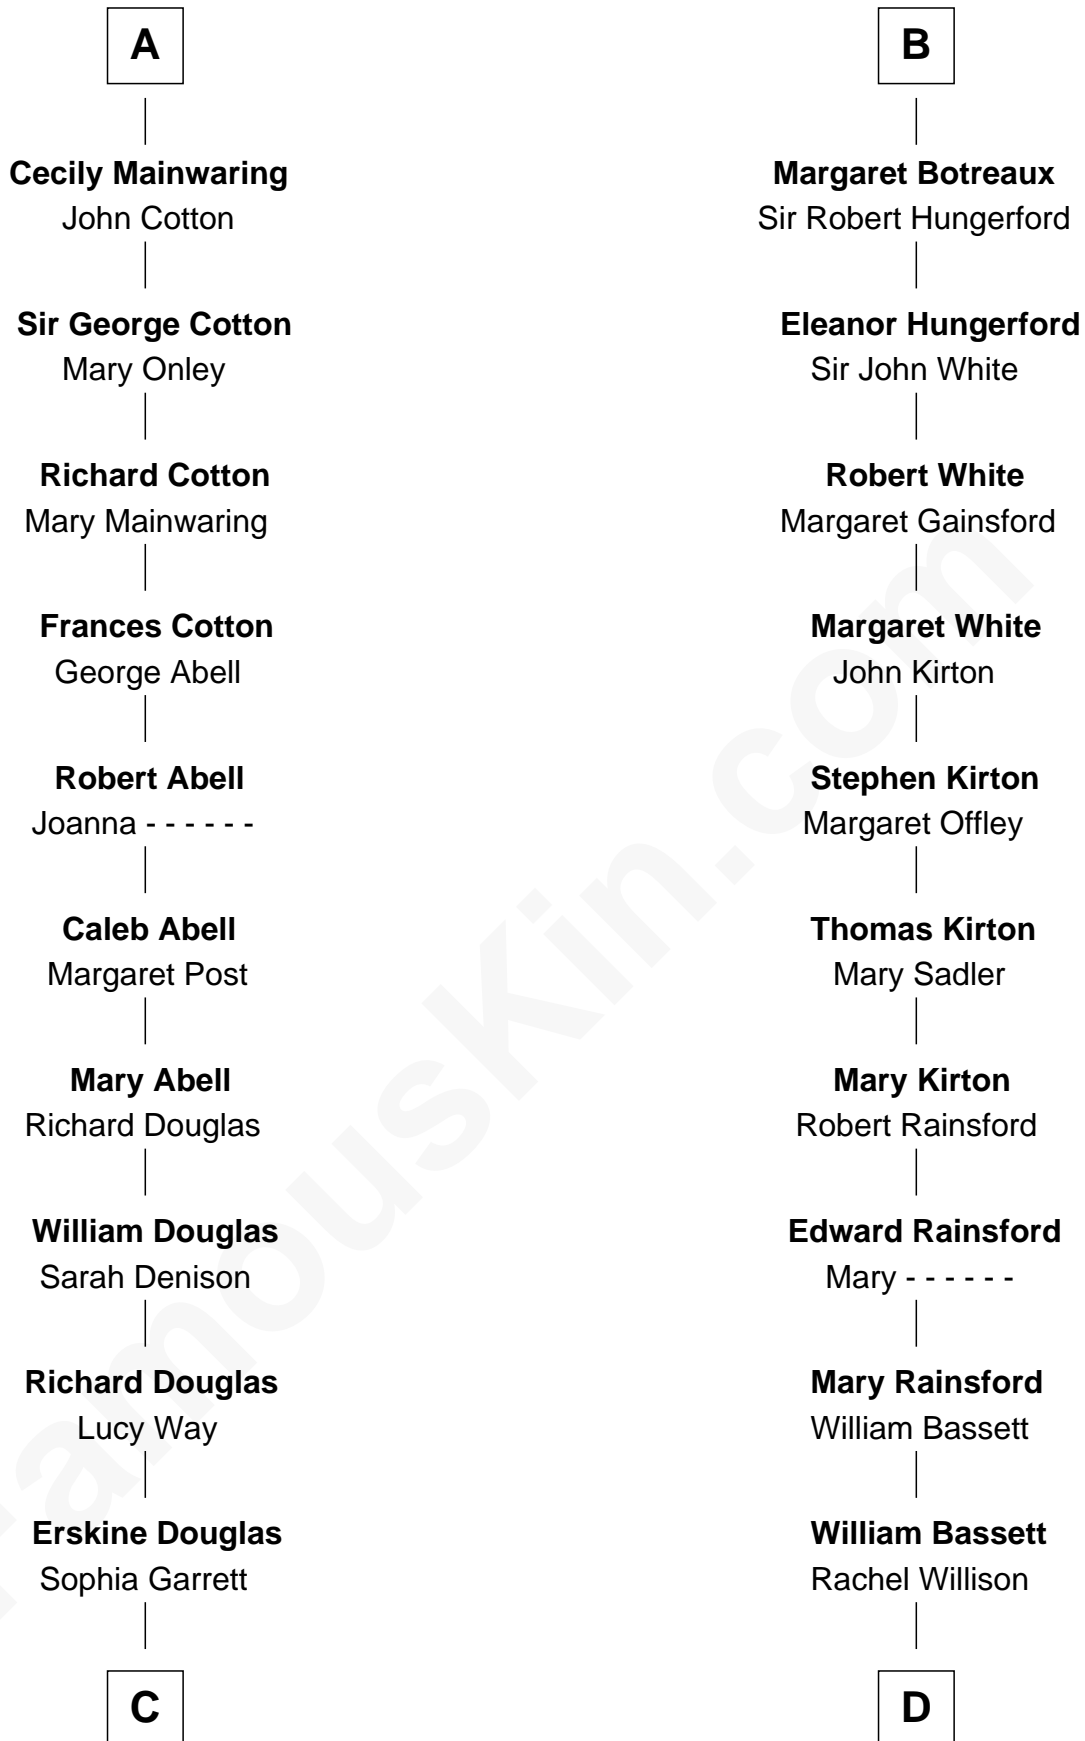 A
Cecily Mainwaring
John Cotton
Sir George Cotton
Mary Onley
Richard Cotton
Mary Mainwaring
Frances Cotton
George Abell
Robert Abell
Joanna - - - - - -
Caleb Abell
Margaret Post
Mary Abell
Richard Douglas
William Douglas
Sarah Denison
Richard Douglas
Lucy Way
Erskine Douglas
Sophia Garrett
C
B
Margaret Botreaux
Sir Robert Hungerford
Eleanor Hungerford
Sir John White
Robert White
Margaret Gainsford
Margaret White
John Kirton
Stephen Kirton
Margaret Offley
Thomas Kirton
Mary Sadler
Mary Kirton
Robert Rainsford
Edward Rainsford
Mary - - - - - -
Mary Rainsford
William Bassett
William Bassett
Rachel Willison
D
FamousKin.com